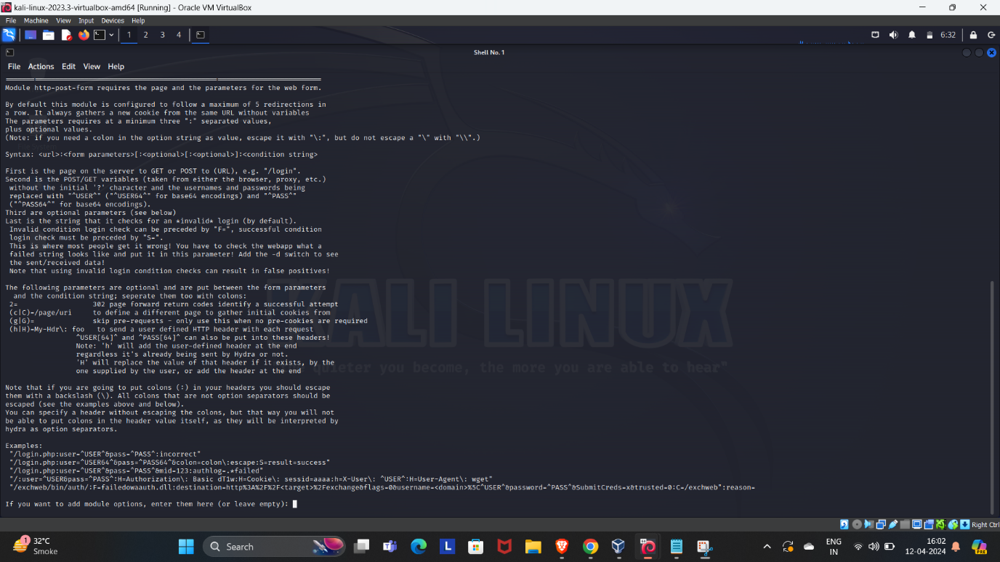 kali-linux-2023.3-virtualbox-amd64 [Running] - Oracle VM VirtualBox
File Machine View Input Devices Help
1 2 3 4 6:32
Shell No. 1
File Actions Edit View Help
Module http-post-form requires the page and the parameters for the web form.
By default this module is configured to follow a maximum of 5 redirections in
a row. It always gathers a new cookie from the same URL without variables
The parameters requires at a minimum three ":" separated values,
plus optional values.
(Note: if you need a colon in the option string as value, escape it with "\:", but do not escape a "\" with "\\".)
Syntax: <url>:<form parameters>[:<optional>[:<optional>]:<condition string>
First is the page on the server to GET or POST to (URL), e.g. "/login".
Second is the POST/GET variables (taken from either the browser, proxy, etc.)
without the initial '?' character and the usernames and passwords being
replaced with "^USER^" ("^USER64^" for base64 encodings) and "^PASS^"
("^PASS64^" for base64 encodings).
Third are optional parameters (see below)
Last is the string that it checks for an *invalid* login (by default).
Invalid condition login check can be preceded by "F=", successful condition
login check must be preceded by "S=".
This is where most people get it wrong! You have to check the webapp what a
failed string looks like and put it in this parameter! Add the -d switch to see
the sent/received data!
Note that using invalid login condition checks can result in false positives!
The following parameters are optional and are put between the form parameters
and the condition string; seperate them too with colons:
2= 302 page forward return codes identify a successful attempt
(c|C)=/page/uri to define a different page to gather initial cookies from
(g|G)= skip pre-requests - only use this when no pre-cookies are required
(h|H)=My-Hdr\: foo to send a user defined HTTP header with each request
^USER[64]^ and ^PASS[64]^ can also be put into these headers!
Note: 'h' will add the user-defined header at the end
regardless it's already being sent by Hydra or not.
'H' will replace the value of that header if it exists, by the
one supplied by the user, or add the header at the end
KALI LINUX
quieter you become, the more you are able to hear"
Note that if you are going to put colons (:) in your headers you should escape
them with a backslash (\). All colons that are not option separators should be
escaped (see the examples above and below).
You can specify a header without escaping the colons, but that way you will not
be able to put colons in the header value itself, as they will be interpreted by
hydra as option separators.
Examples:
"/login.php:user=^USER^&pass=^PASS^:incorrect"
"/login.php:user=^USER64^&pass=^PASS64^&colon=colon\:escape:S=result=success"
"/login.php:user=^USER^&pass=^PASS^&mid=123:authlog=.*failed"
"/:user=^USER&pass=^PASS^:H=Authorization\: Basic dT1w:H=Cookie\: sessid=aaaa:h=X-User\: ^USER^:H=User-Agent\: wget"
"/exchweb/bin/auth/:F=failedowaauth.dll:destination=http%3A%2F%2F<target>%2Fexchange&flags=0&username=<domain>%5C^USER^&password=^PASS^&SubmitCreds=x&trusted=0:C=/exchweb":reason=
If you want to add module options, enter them here (or leave empty):
Right Ctrl
1 32°C
Smoke
Search
ENG
IN
16:02
12-04-2024
PRE